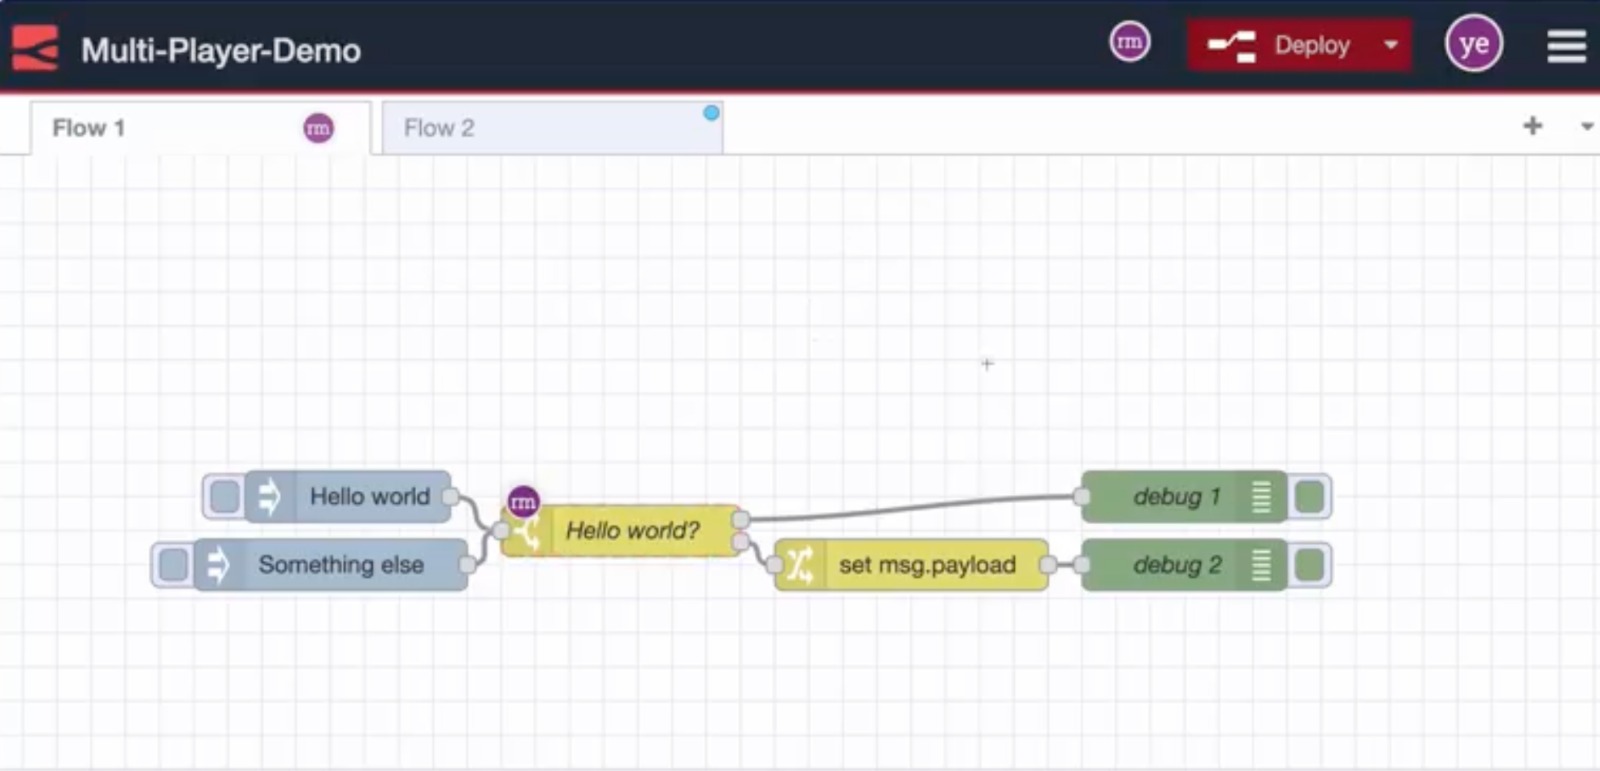 Multi-Player-Demo rm Deploy ye
Flow 1 rm Flow 2
Hello world
rm
Hello world?
debug 1
Something else
set msg.payload
debug 2